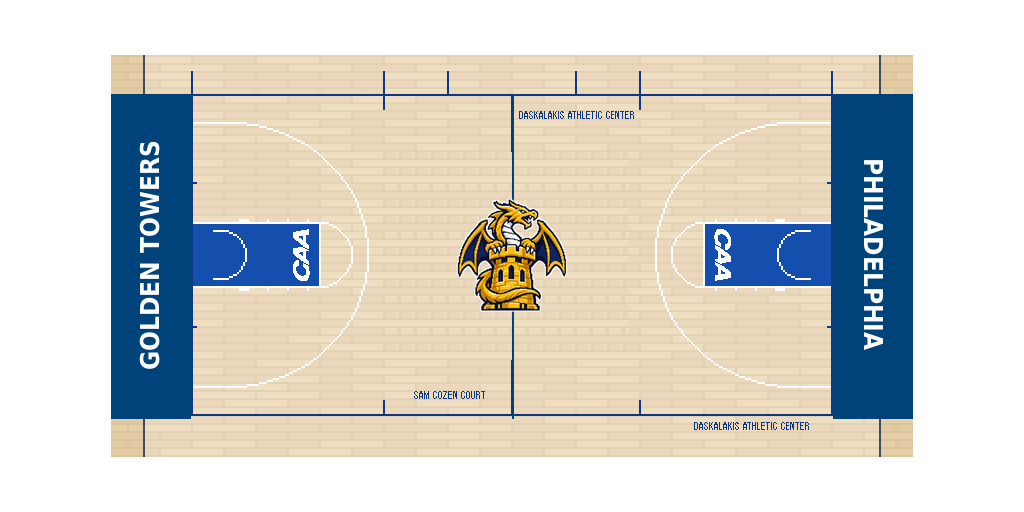 DASKALAKIS ATHLETIC CENTER
GOLDEN TOWERS
CAA
CAA
PHILADELPHIA
SAM COZEN COURT
DASKALAKIS ATHLETIC CENTER